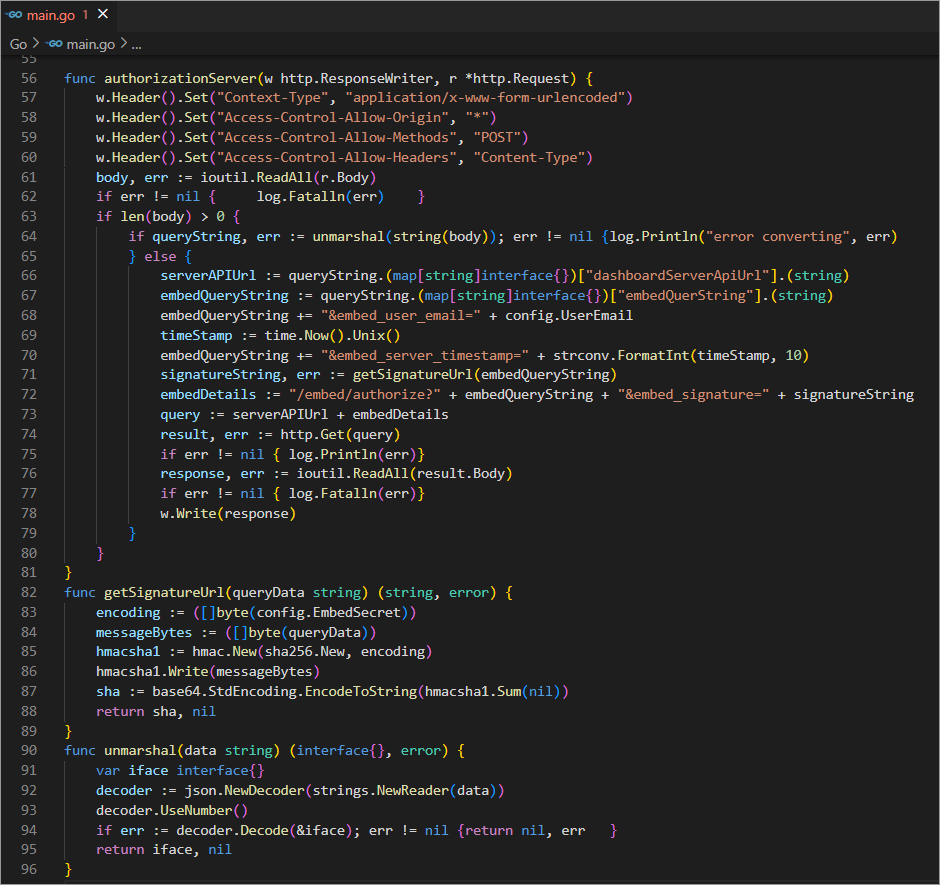 GO main.go 1 ×
Go > GO main.go > ...
55
56 func authorizationServer(w http.ResponseWriter, r *http.Request) {
57     w.Header().Set("Context-Type", "application/x-www-form-urlencoded")
58     w.Header().Set("Access-Control-Allow-Origin", "*")
59     w.Header().Set("Access-Control-Allow-Methods", "POST")
60     w.Header().Set("Access-Control-Allow-Headers", "Content-Type")
61     body, err := ioutil.ReadAll(r.Body)
62     if err != nil {     log.Fatalln(err)    }
63     if len(body) > 0 {
64         if queryString, err := unmarshal(string(body)); err != nil {log.Println("error converting", err)
65         } else {
66             serverAPIUrl := queryString.(map[string]interface{})["dashboardServerApiUrl"].(string)
67             embedQueryString := queryString.(map[string]interface{})["embedQuerString"].(string)
68             embedQueryString += "&embed_user_email=" + config.UserEmail
69             timeStamp := time.Now().Unix()
70             embedQueryString += "&embed_server_timestamp=" + strconv.FormatInt(timeStamp, 10)
71             signatureString, err := getSignatureUrl(embedQueryString)
72             embedDetails := "/embed/authorize?" + embedQueryString + "&embed_signature=" + signatureString
73             query := serverAPIUrl + embedDetails
74             result, err := http.Get(query)
75             if err != nil { log.Println(err)}
76             response, err := ioutil.ReadAll(result.Body)
77             if err != nil { log.Fatalln(err)}
78             w.Write(response)
79         }
80     }
81 }
82 func getSignatureUrl(queryData string) (string, error) {
83     encoding := ([]byte(config.EmbedSecret))
84     messageBytes := ([]byte(queryData))
85     hmacsha1 := hmac.New(sha256.New, encoding)
86     hmacsha1.Write(messageBytes)
87     sha := base64.StdEncoding.EncodeToString(hmacsha1.Sum(nil))
88     return sha, nil
89 }
90 func unmarshal(data string) (interface{}, error) {
91     var iface interface{}
92     decoder := json.NewDecoder(strings.NewReader(data))
93     decoder.UseNumber()
94     if err := decoder.Decode(&iface); err != nil {return nil, err   }
95     return iface, nil
96 }